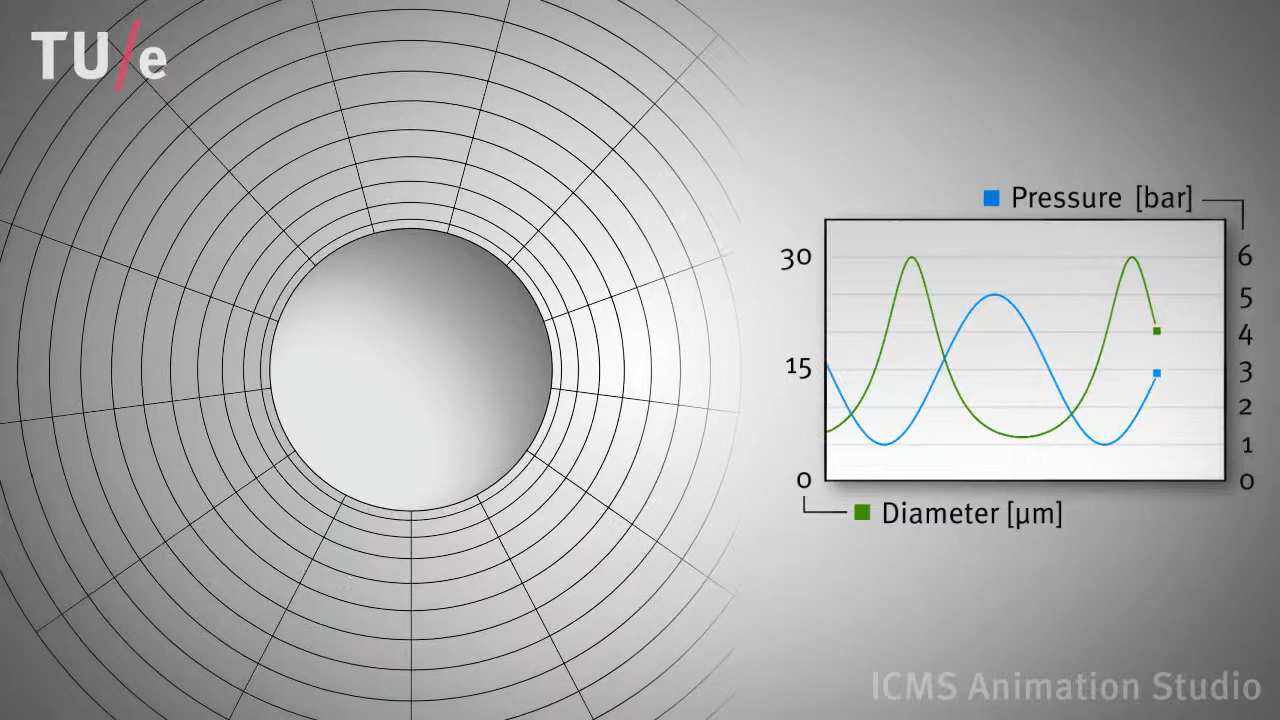 TU/e
Pressure [bar]
30
15
0
6
5
4
3
2
1
0
Diameter [µm]
ICMS Animation Studio